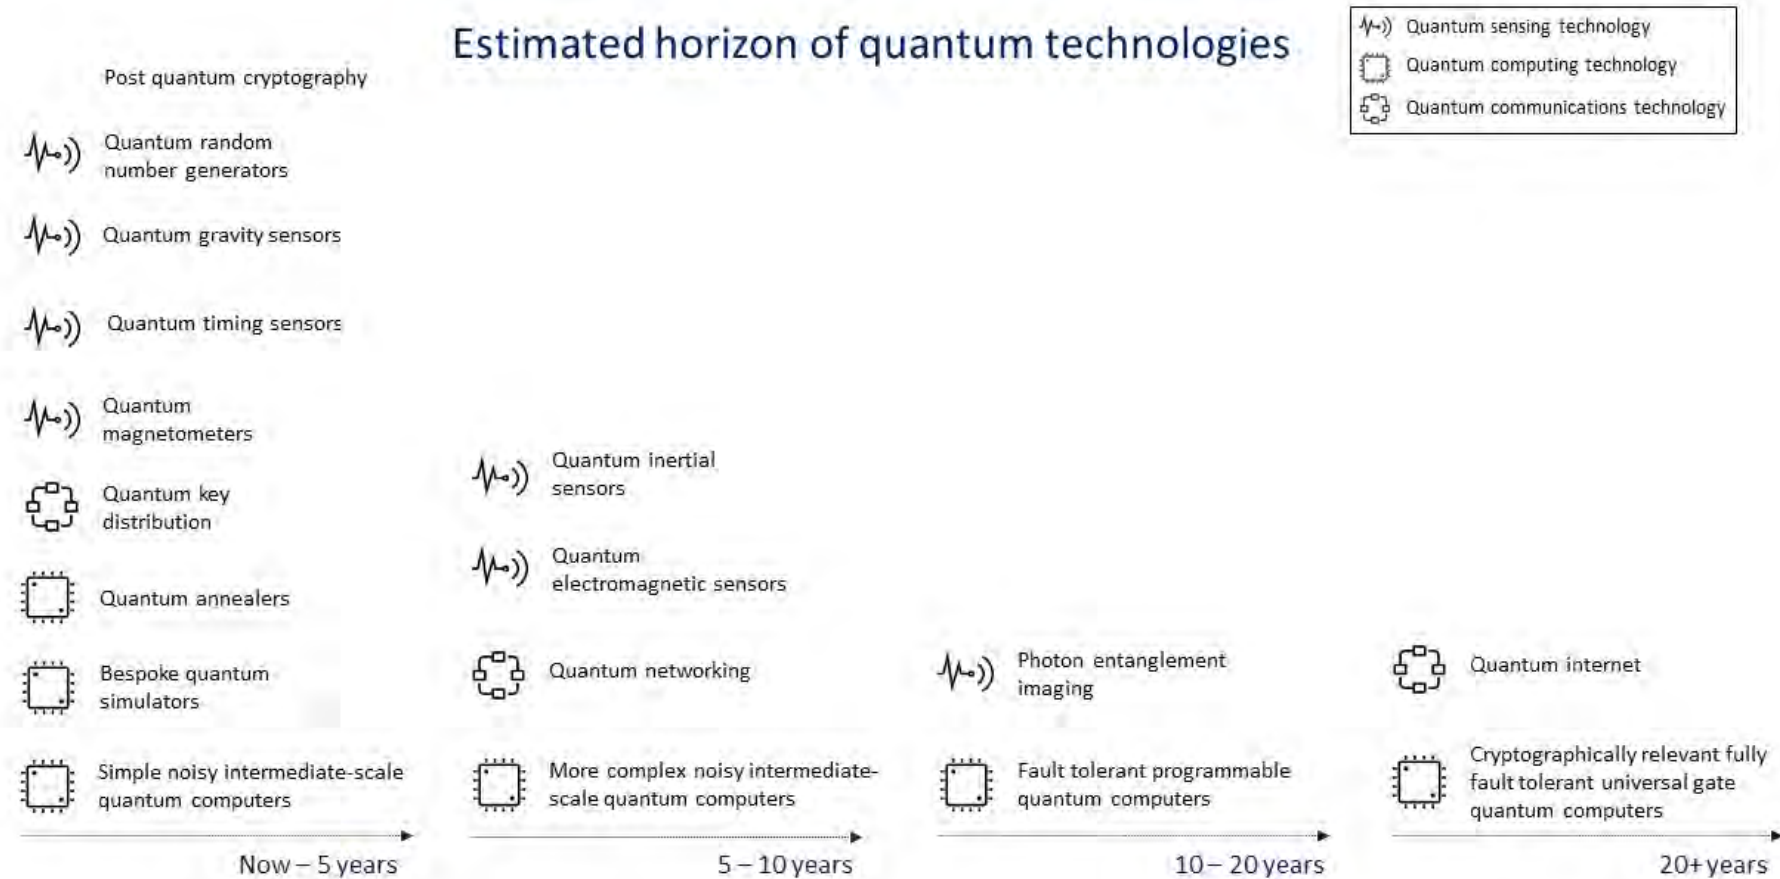 Estimated horizon of quantum technologies
Quantum sensing technology
Quantum computing technology
Quantum communications technology
Post quantum cryptography
Quantum random
number generators
Quantum gravity sensors
Quantum timing sensors
Quantum
magnetometers
Quantum key
distribution
Quantum annealers
Bespoke quantum
simulators
Simple noisy intermediate-scale
quantum computers
Now – 5 years
Quantum inertial
sensors
Quantum
electromagnetic sensors
Quantum networking
More complex noisy intermediate-
scale quantum computers
5 – 10 years
Photon entanglement
imaging
Fault tolerant programmable
quantum computers
10 – 20 years
Quantum internet
Cryptographically relevant fully
fault tolerant universal gate
quantum computers
20+ years